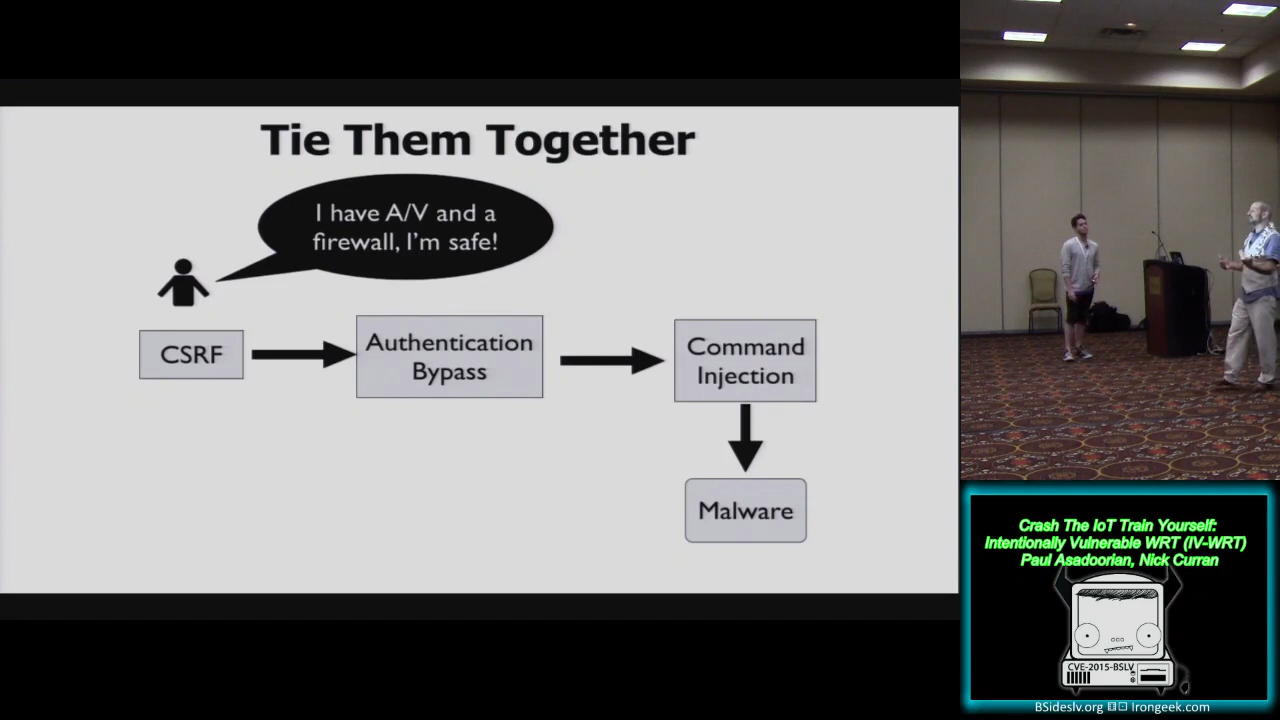 Tie Them Together
I have A/V and a
firewall, I'm safe!
CSRF
Authentication
Bypass
Command
Injection
Malware
Crash The IoT Train Yourself:
Intentionally Vulnerable WRT (IV-WRT)
Paul Asadoorian, Nick Curran
CVE-2015-BSLV
BSideslv.org
Irongeek.com